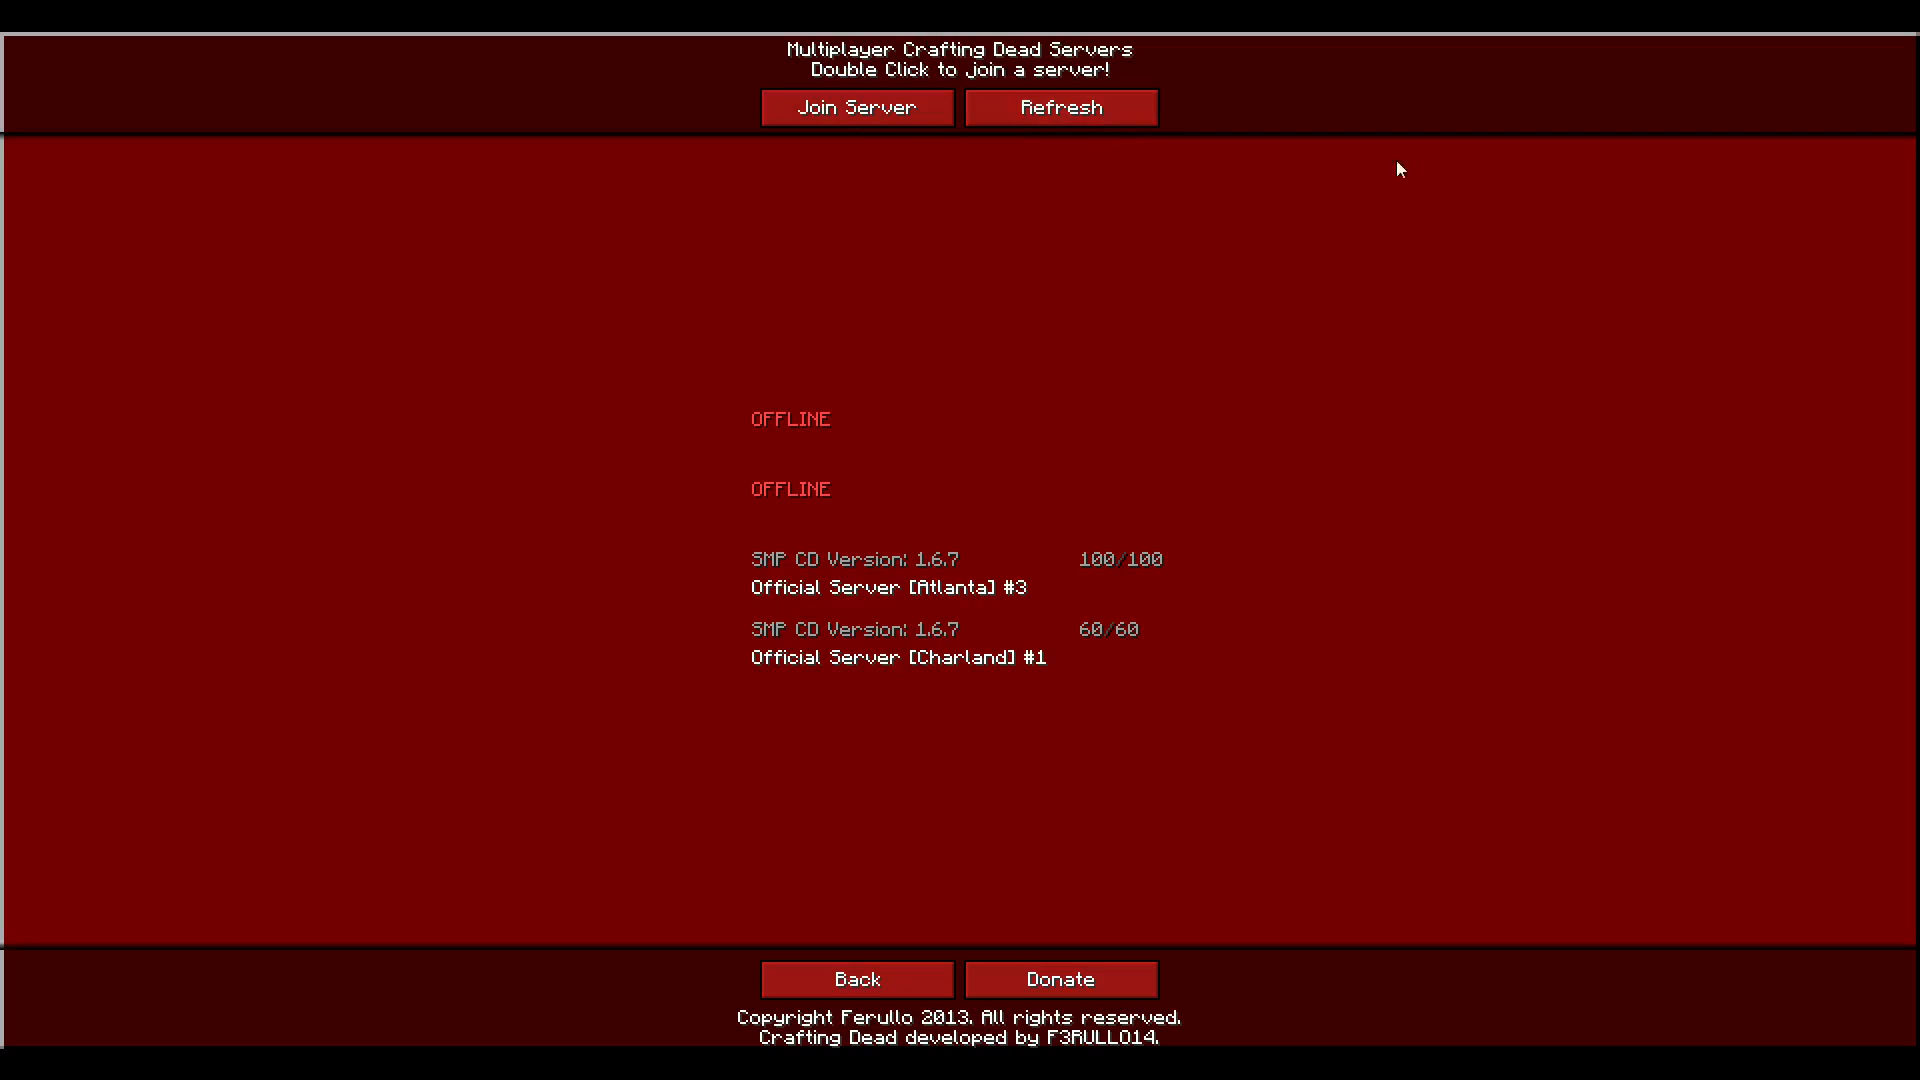 Multiplayer Crafting Dead Servers
Double Click to join a server!
Join Server Refresh
OFFLINE
OFFLINE
SMP CD Version: 1.6.7 100/100
Official Server [Atlanta] #3
SMP CD Version: 1.6.7 60/60
Official Server [Charland] #1
Back Donate
Copyright Ferullo 2013. All rights reserved.
Crafting Dead developed by F3RULLO14.